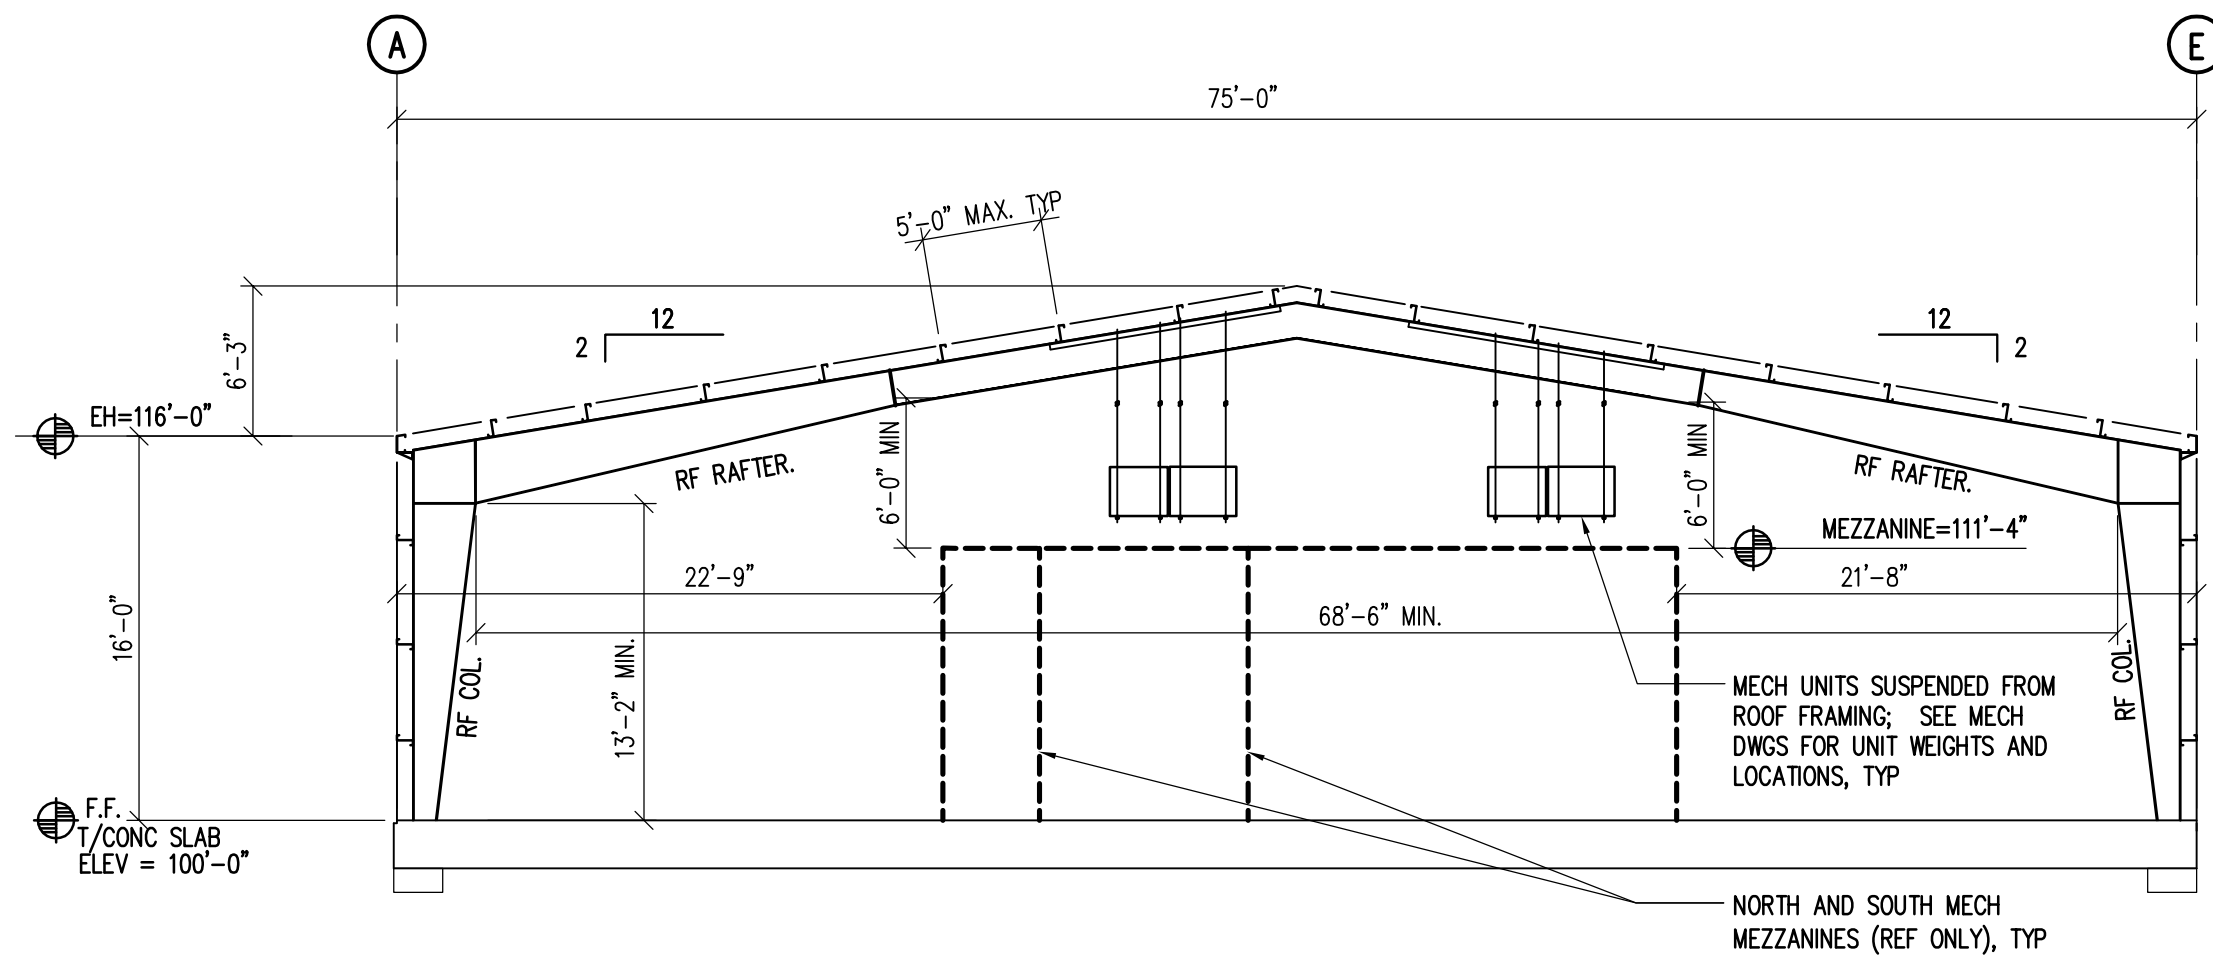 A
E
75'-0"
5'-0" MAX. TYP
12
2
12
2
6'-3"
EH=116'-0"
RF RAFTER.
6'-0" MIN
6'-0" MIN
RF RAFTER.
MEZZANINE=111'-4"
22'-9"
21'-8"
68'-6" MIN.
16'-0"
RF COL.
13'-2" MIN.
RF COL.
MECH UNITS SUSPENDED FROM
ROOF FRAMING; SEE MECH
DWGS FOR UNIT WEIGHTS AND
LOCATIONS, TYP
F.F.
T/CONC SLAB
ELEV = 100'-0"
NORTH AND SOUTH MECH
MEZZANINES (REF ONLY), TYP